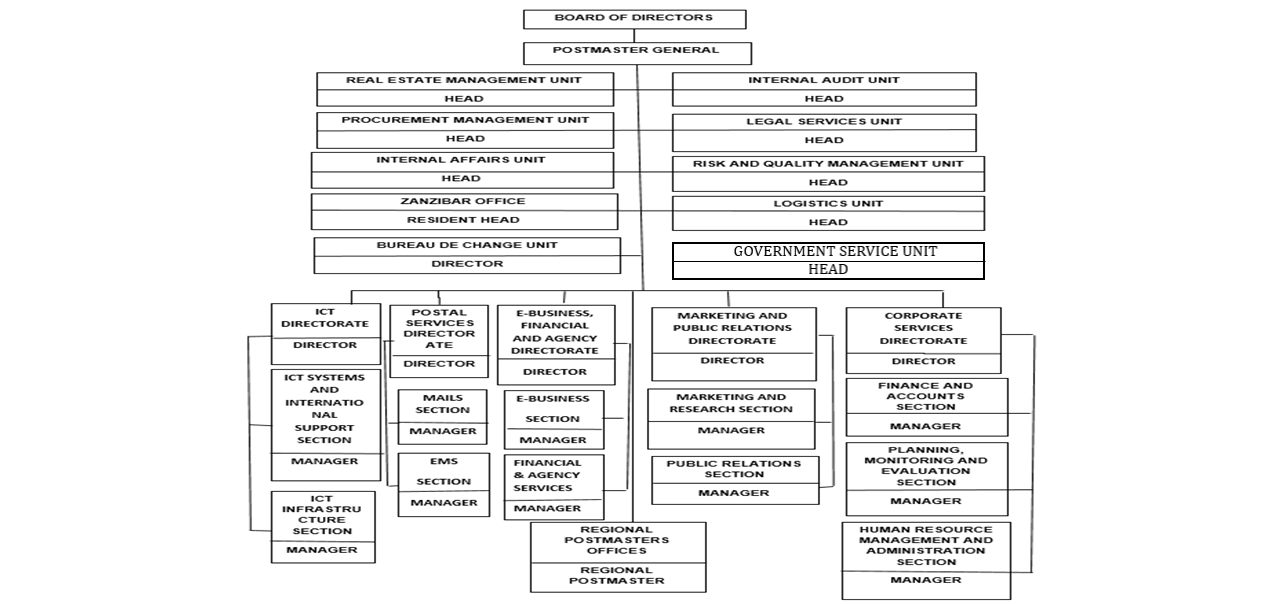 BOARD OF DIRECTORS
POSTMASTER GENERAL
REAL ESTATE MANAGEMENT UNIT
HEAD
INTERNAL AUDIT UNIT
HEAD
PROCUREMENT MANAGEMENT UNIT
HEAD
LEGAL SERVICES UNIT
HEAD
INTERNAL AFFAIRS UNIT
HEAD
RISK AND QUALITY MANAGEMENT UNIT
HEAD
ZANZIBAR OFFICE
RESIDENT HEAD
LOGISTICS UNIT
HEAD
BUREAU DE CHANGE UNIT
DIRECTOR
GOVERNMENT SERVICE UNIT
HEAD
ICT
DIRECTORATE
DIRECTOR
ICT SYSTEMS
AND
INTERNATIO
NAL
SUPPORT
SECTION
MANAGER
ICT
INFRASTRU
CTURE
SECTION
MANAGER
POSTAL
SERVICES
DIRECTOR
ATE
DIRECTOR
MAILS
SECTION
MANAGER
EMS
SECTION
MANAGER
E-BUSINESS,
FINANCIAL
AND AGENCY
DIRECTORATE
DIRECTOR
E-BUSINESS
SECTION
MANAGER
FINANCIAL
& AGENCY
SERVICES
MANAGER
REGIONAL
POSTMASTERS
OFFICES
REGIONAL
POSTMASTER
MARKETING AND
PUBLIC RELATIONS
DIRECTORATE
DIRECTOR
MARKETING AND
RESEARCH SECTION
MANAGER
PUBLIC RELATIONS
SECTION
MANAGER
CORPORATE
SERVICES
DIRECTORATE
DIRECTOR
FINANCE AND
ACCOUNTS
SECTION
MANAGER
PLANNING,
MONITORING AND
EVALUATION
SECTION
MANAGER
HUMAN RESOURCE
MANAGEMENT AND
ADMINISTRATION
SECTION
MANAGER